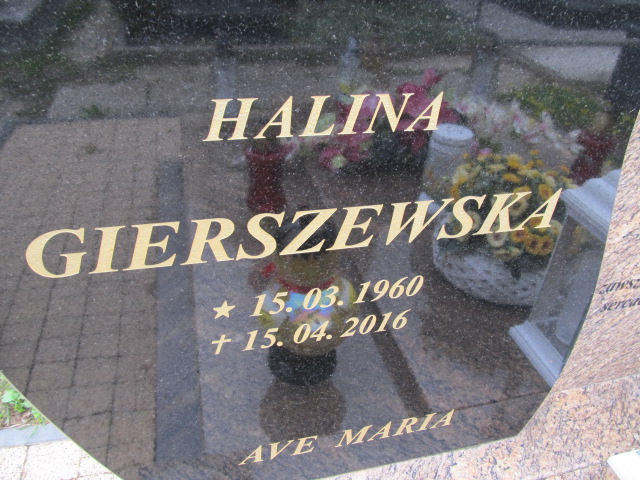 HALINA
GIERSZEWSKA
★ 15. 03. 1960
✝ 15. 04. 2016
AVE MARIA